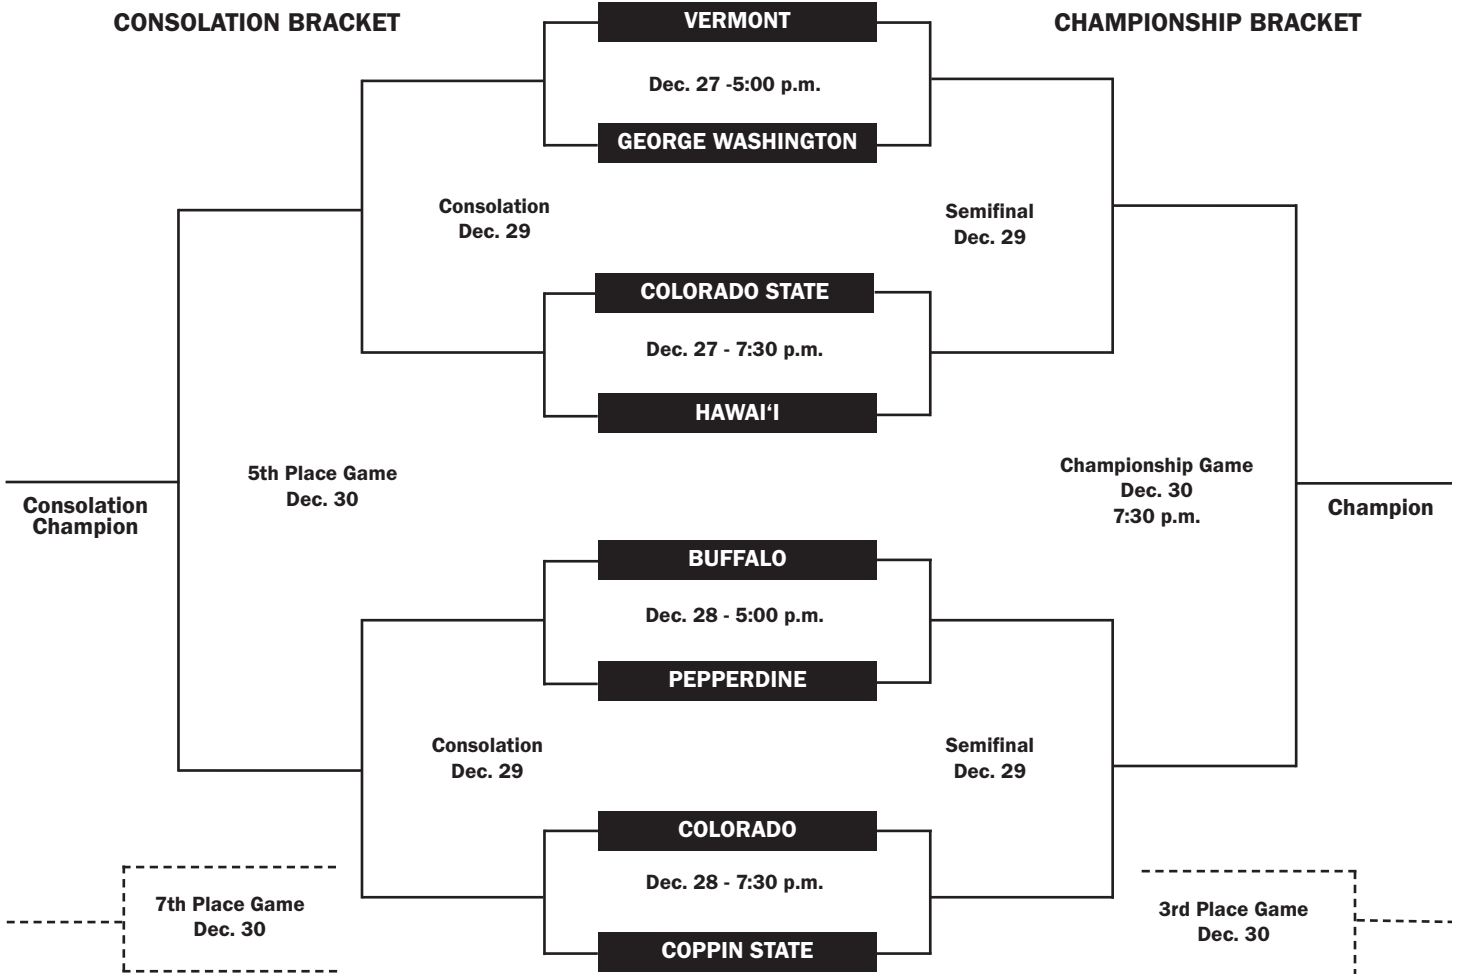 CONSOLATION BRACKET
CHAMPIONSHIP BRACKET
VERMONT
Dec. 27 -5:00 p.m.
GEORGE WASHINGTON
Consolation
Dec. 29
Semifinal
Dec. 29
COLORADO STATE
Dec. 27 - 7:30 p.m.
HAWAI‘I
5th Place Game
Dec. 30
Championship Game
Dec. 30
7:30 p.m.
Consolation
Champion
Champion
BUFFALO
Dec. 28 - 5:00 p.m.
PEPPERDINE
Consolation
Dec. 29
Semifinal
Dec. 29
COLORADO
Dec. 28 - 7:30 p.m.
COPPIN STATE
7th Place Game
Dec. 30
3rd Place Game
Dec. 30